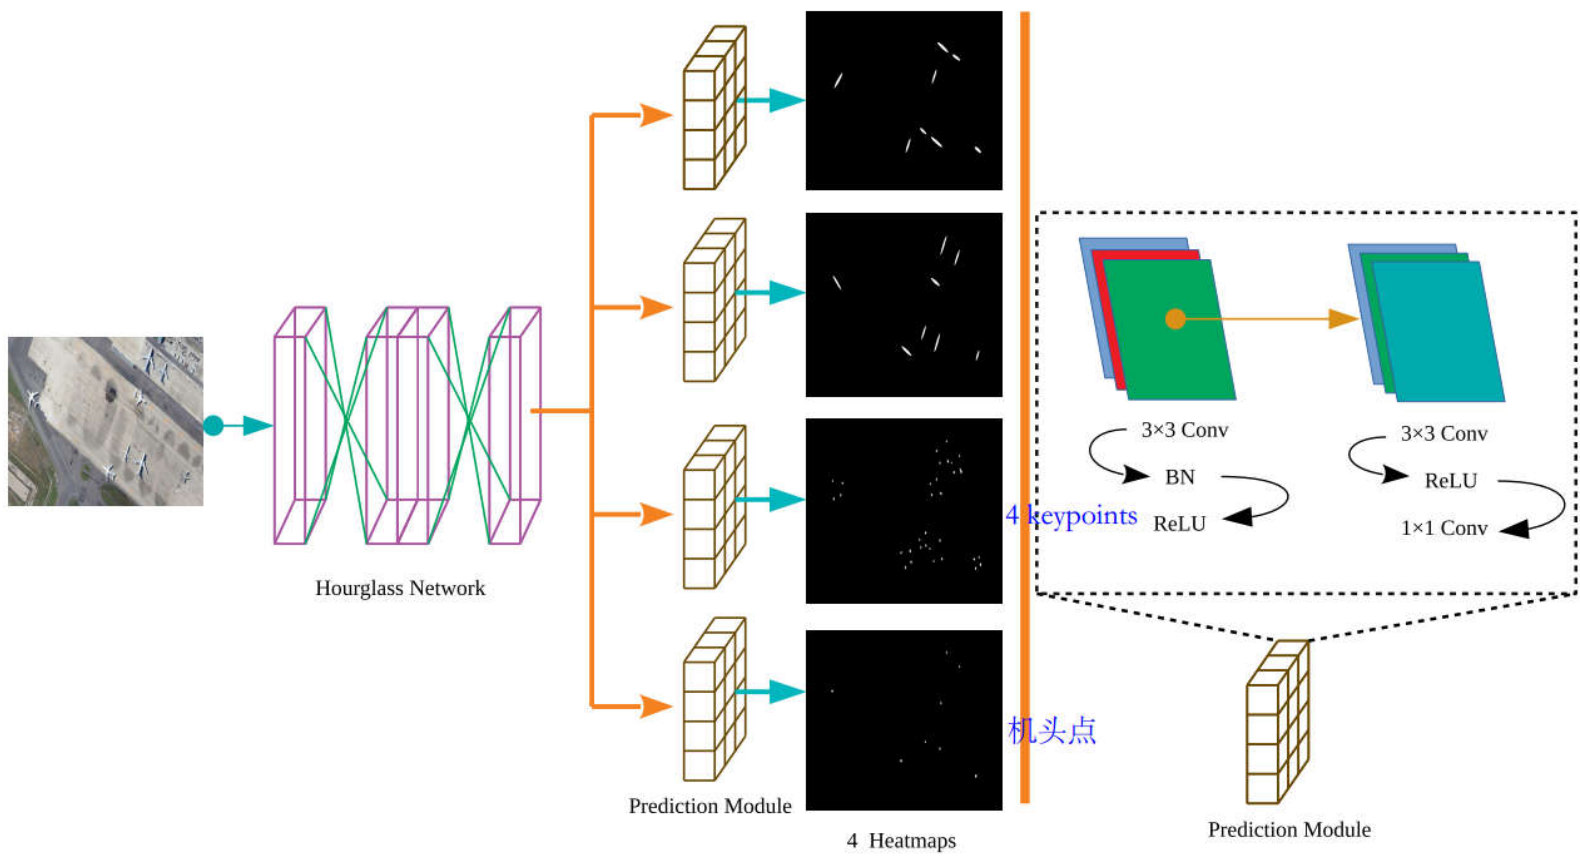 Hourglass Network
Prediction Module
4 Heatmaps
4 keypoints
机头点
3×3 Conv
BN
ReLU
3×3 Conv
ReLU
1×1 Conv
Prediction Module